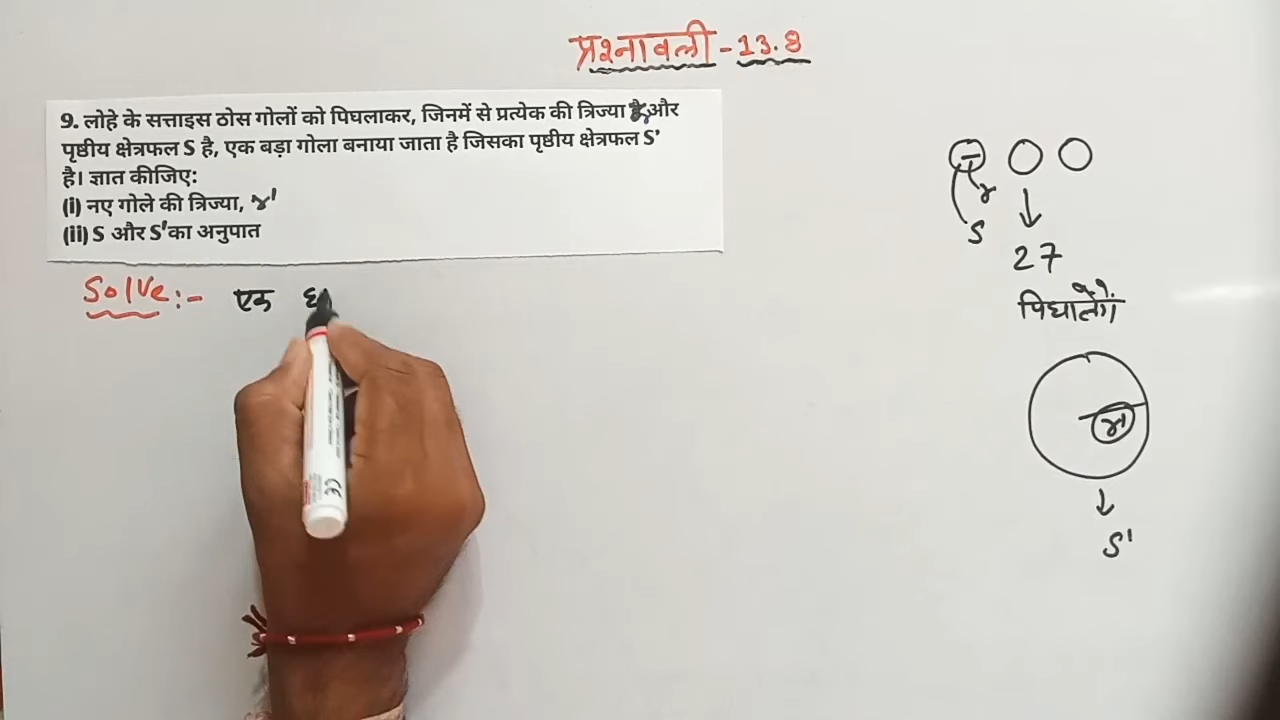 प्रश्नावली - 13.8
9. लोहे के सत्ताइस ठोस गोलों को पिघलाकर, जिनमें से प्रत्येक की त्रिज्या है और
पृष्ठीय क्षेत्रफल S है, एक बड़ा गोला बनाया जाता है जिसका पृष्ठीय क्षेत्रफल S'
है। ज्ञात कीजिए:
(i) नए गोले की त्रिज्या, r'
(ii) S और S'का अनुपात
Solve:- एक
r
S
27
S'